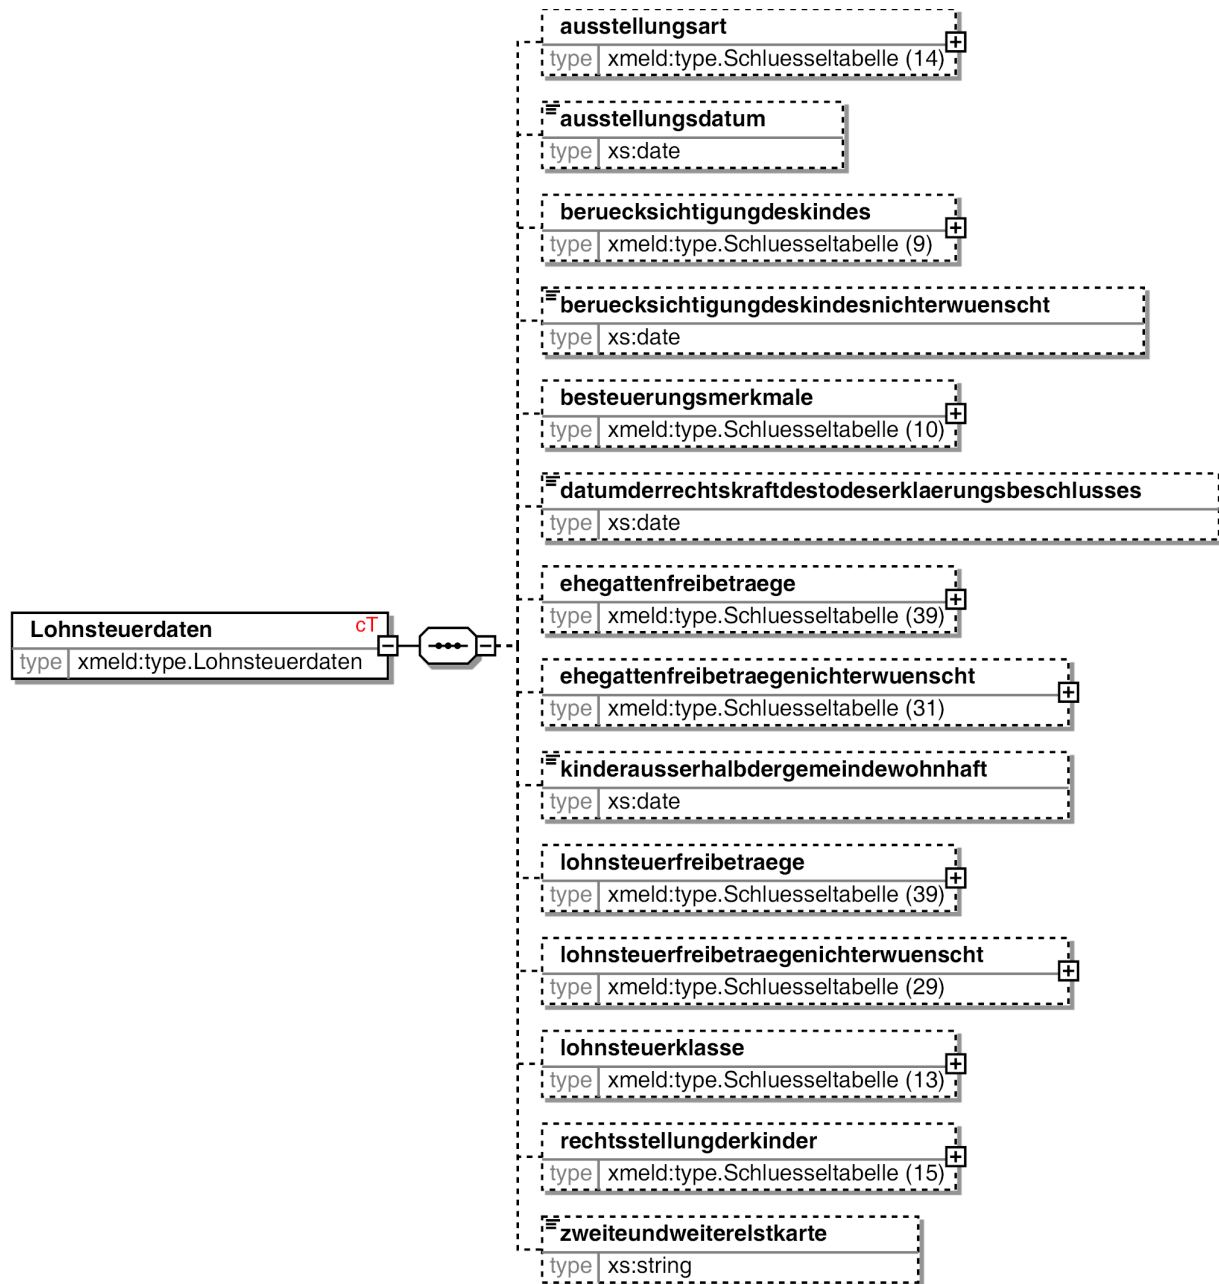 ausstellungsart
type xmeld:type.Schluesseltabelle (14)
ausstellungsdatum
type xs:date
beruecksichtigungdeskindes
type xmeld:type.Schluesseltabelle (9)
beruecksichtigungdeskindesnichterwuenscht
type xs:date
besteuerungsmerkmale
type xmeld:type.Schluesseltabelle (10)
datumderrechtskraftdestodeserklaerungsbeschlusses
type xs:date
ehegattenfreibetraege
type xmeld:type.Schluesseltabelle (39)
Lohnsteuerdaten cT
type xmeld:type.Lohnsteuerdaten
ehegattenfreibetraegenichterwuenscht
type xmeld:type.Schluesseltabelle (31)
kinderausserhalbdergemeindewohnhaft
type xs:date
lohnsteuerfreibetraege
type xmeld:type.Schluesseltabelle (39)
lohnsteuerfreibetraegenichterwuenscht
type xmeld:type.Schluesseltabelle (29)
lohnsteuerklasse
type xmeld:type.Schluesseltabelle (13)
rechtsstellungderkinder
type xmeld:type.Schluesseltabelle (15)
zweiteundweiterelstkarte
type xs:string